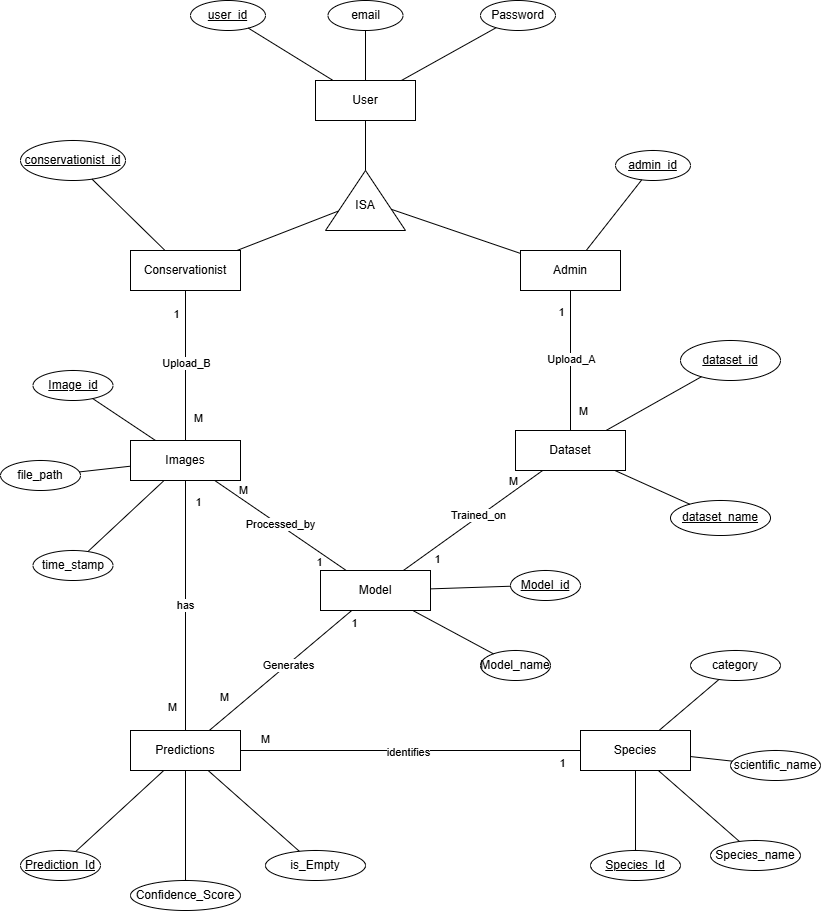 user_id
email
Password
User
conservationist_id
admin_id
ISA
Conservationist
Admin
1
1
Upload_B
Upload_A
dataset_id
Image_id
M
M
Images
Dataset
file_path
M
M
1
dataset_name
Trained_on
Processed_by
time_stamp
1
1
Model
Model_id
has
1
Generates
Model_name
category
M
M
M
Predictions
identifies
Species
1
scientific_name
Prediction_Id
is_Empty
Species_Id
Species_name
Confidence_Score